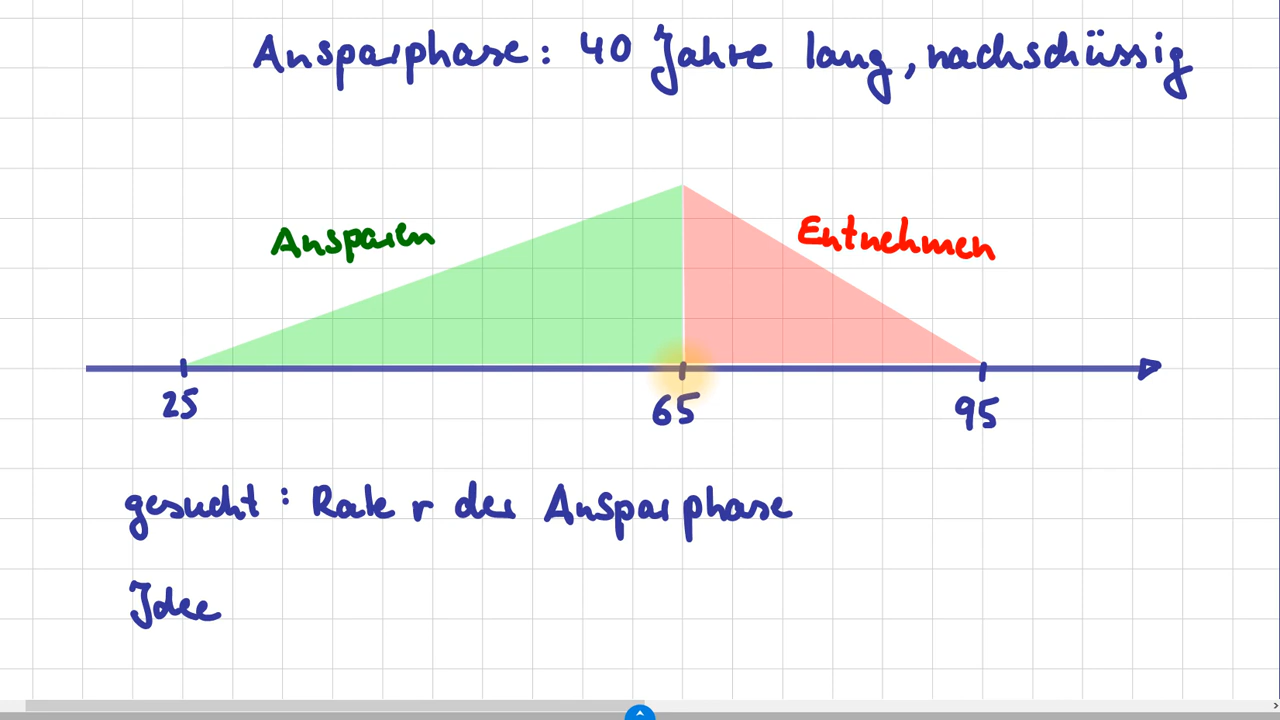 Ansparphase: 40 Jahre lang, nachschüssig
Ansparen
Entnehmen
25
65
95
gesucht: Rate r der Ansparphase
Idee